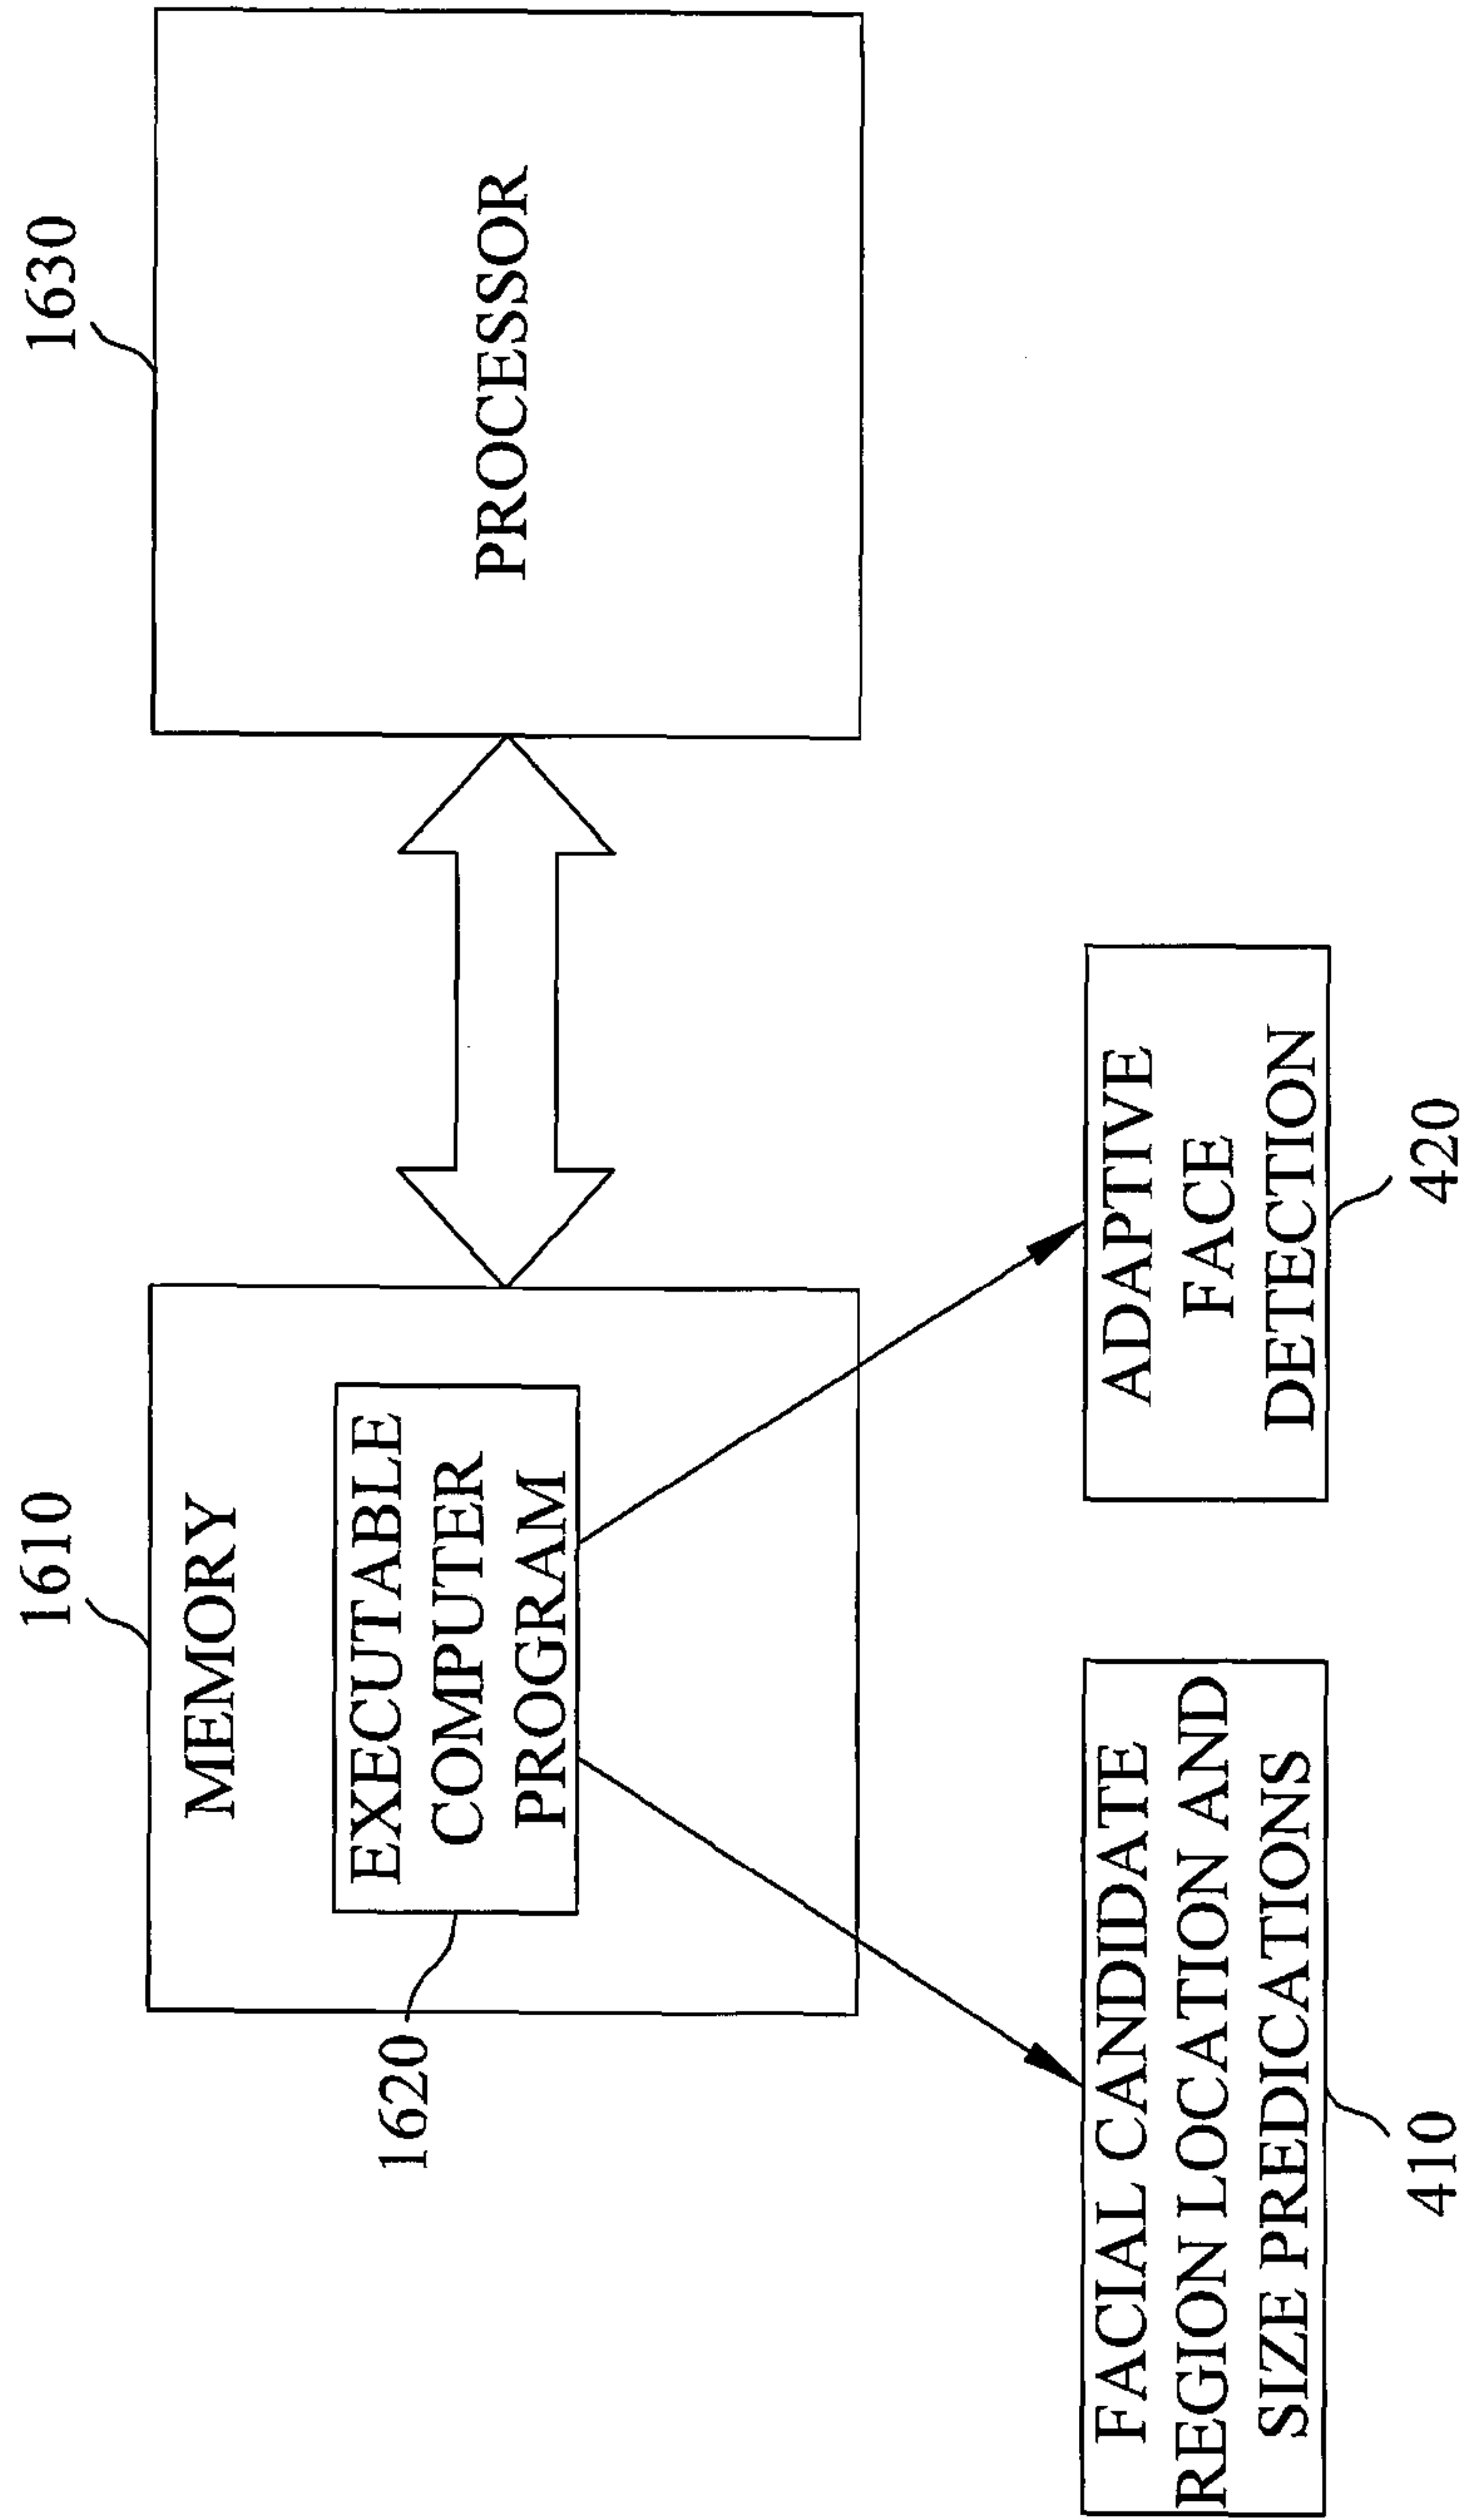 1610
1630
MEMORY
PROCESSOR
EXECUTABLE
COMPUTER
PROGRAM
1620
FACIAL CANDIDATE
REGION LOCATION AND
SIZE PREDICATIONS
410
ADAPTIVE
FACE
DETECTION
420